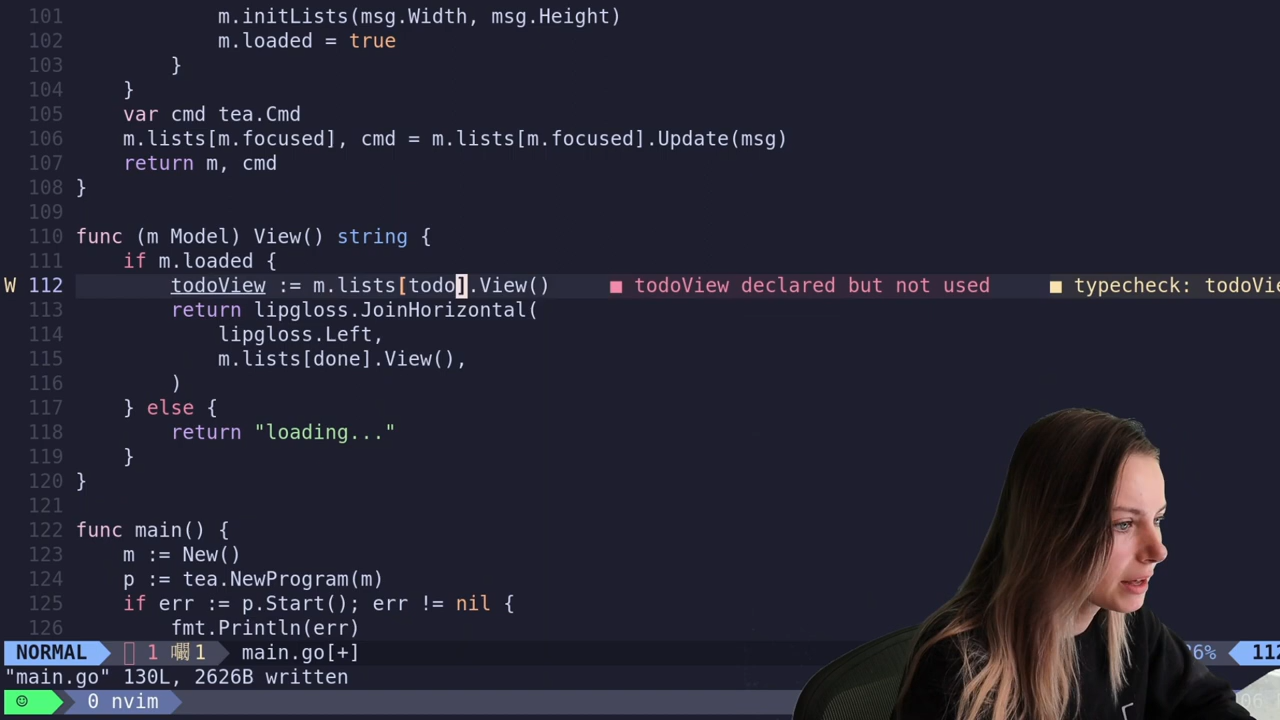 101 m.initLists(msg.Width, msg.Height)
102 m.loaded = true
103 }
104 }
105 var cmd tea.Cmd
106 m.lists[m.focused], cmd = m.lists[m.focused].Update(msg)
107 return m, cmd
108 }
109
110 func (m Model) View() string {
111 if m.loaded {
W 112 todoView := m.lists[todo].View() ■ todoView declared but not used ■ typecheck: todoVie
113 return lipgloss.JoinHorizontal(
114 lipgloss.Left,
115 m.lists[done].View(),
116 )
117 } else {
118 return "loading..."
119 }
120 }
121
122 func main() {
123 m := New()
124 p := tea.NewProgram(m)
125 if err := p.Start(); err != nil {
126 fmt.Println(err)
NORMAL 1 1 main.go[+] 6% 112
"main.go" 130L, 2626B written
0 nvim